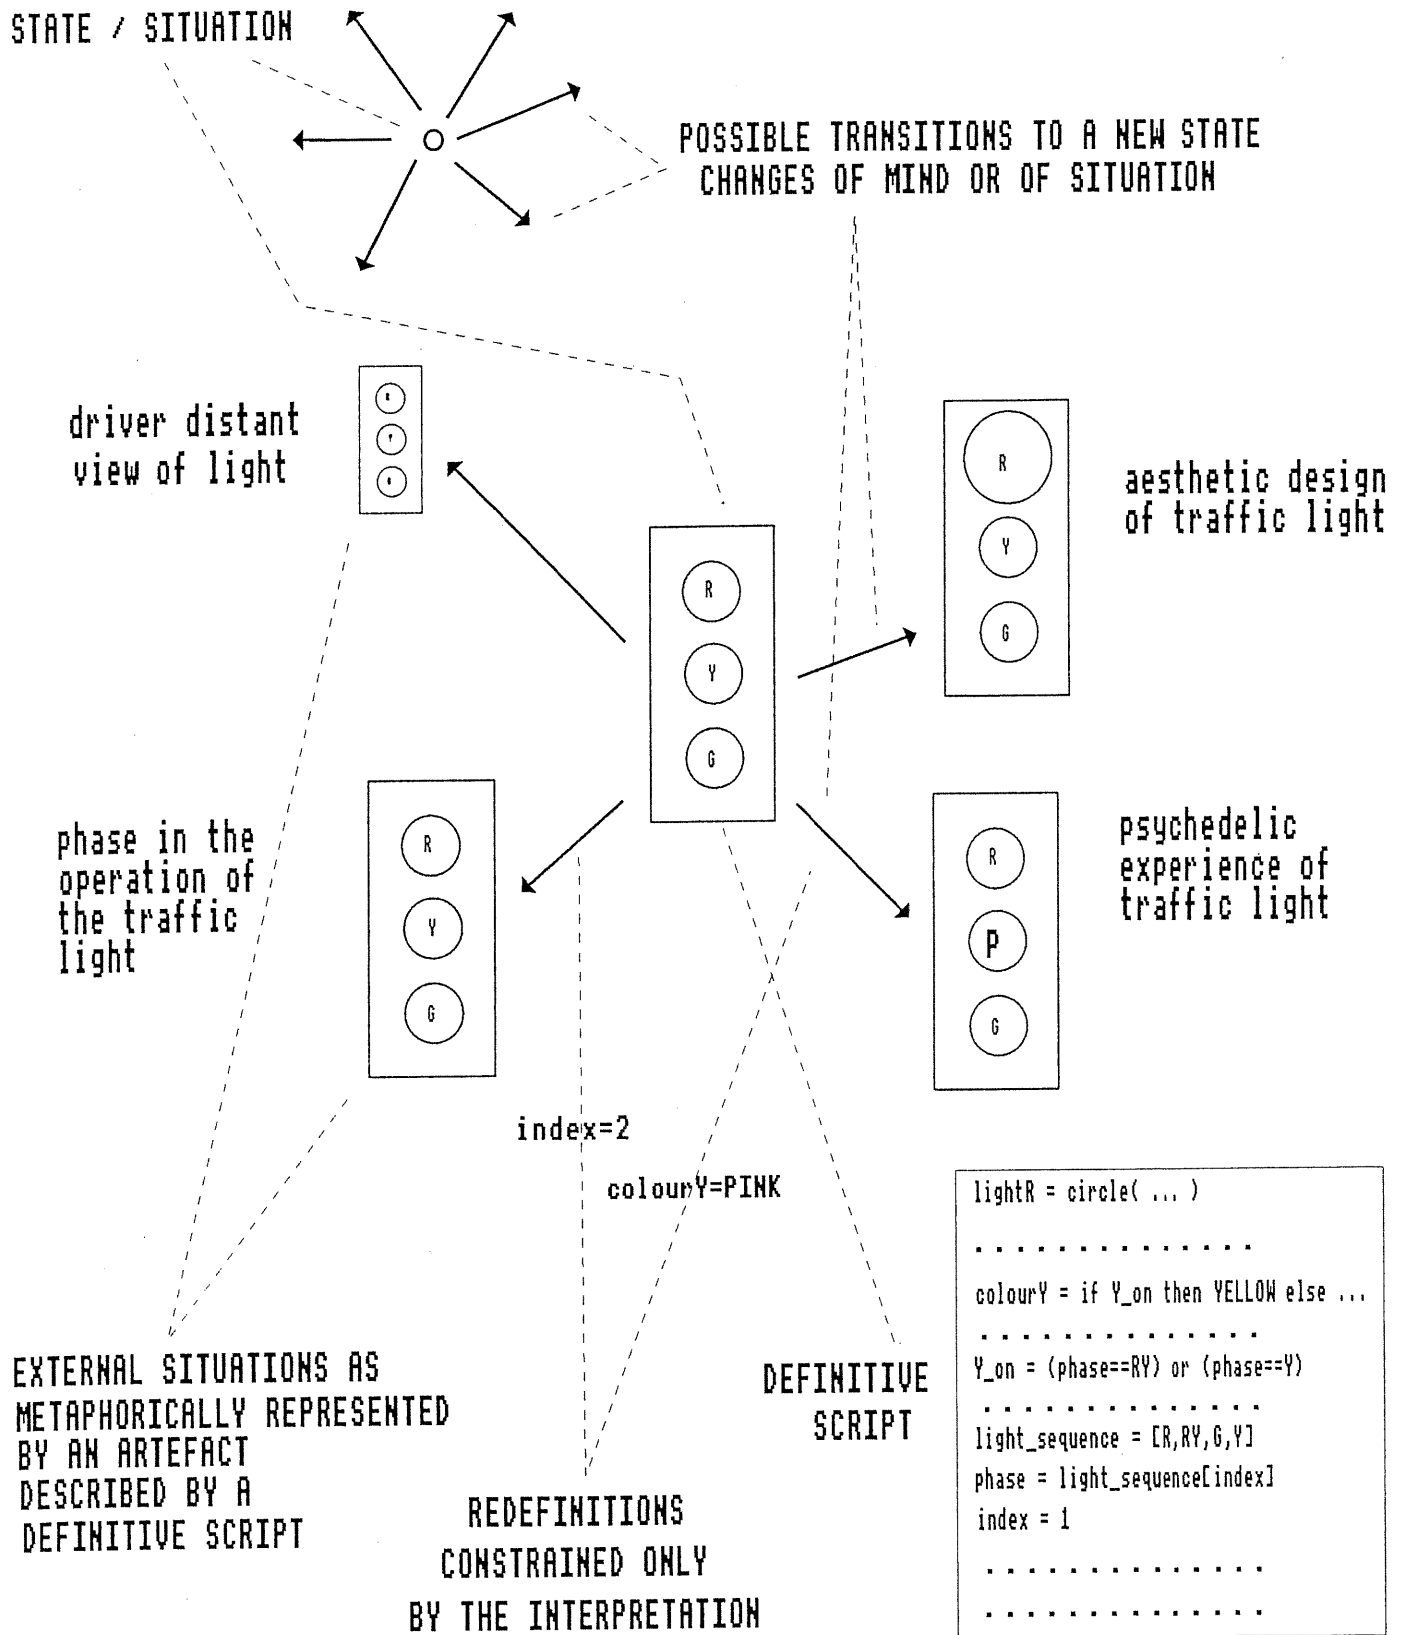 STATE / SITUATION
O
POSSIBLE TRANSITIONS TO A NEW STATE
CHANGES OF MIND OR OF SITUATION
driver distant
view of light
R
Y
G
aesthetic design
of traffic light
R
Y
G
phase in the
operation of
the traffic
light
R
Y
G
psychedelic
experience of
traffic light
R
P
G
index=2
colourY=PINK
lightR = circle( ... )
. . . . . . . . . . . . . .
colourY = if Y_on then YELLOW else ...
. . . . . . . . . . . . . .
Y_on = (phase==RY) or (phase==Y)
. . . . . . . . . . . . . .
light_sequence = [R,RY,G,Y]
phase = light_sequence[index]
index = 1
. . . . . . . . . . . . . .
. . . . . . . . . . . . . .
EXTERNAL SITUATIONS AS
METAPHORICALLY REPRESENTED
BY AN ARTEFACT
DESCRIBED BY A
DEFINITIVE SCRIPT
REDEFINITIONS
CONSTRAINED ONLY
BY THE INTERPRETATION
DEFINITIVE
SCRIPT